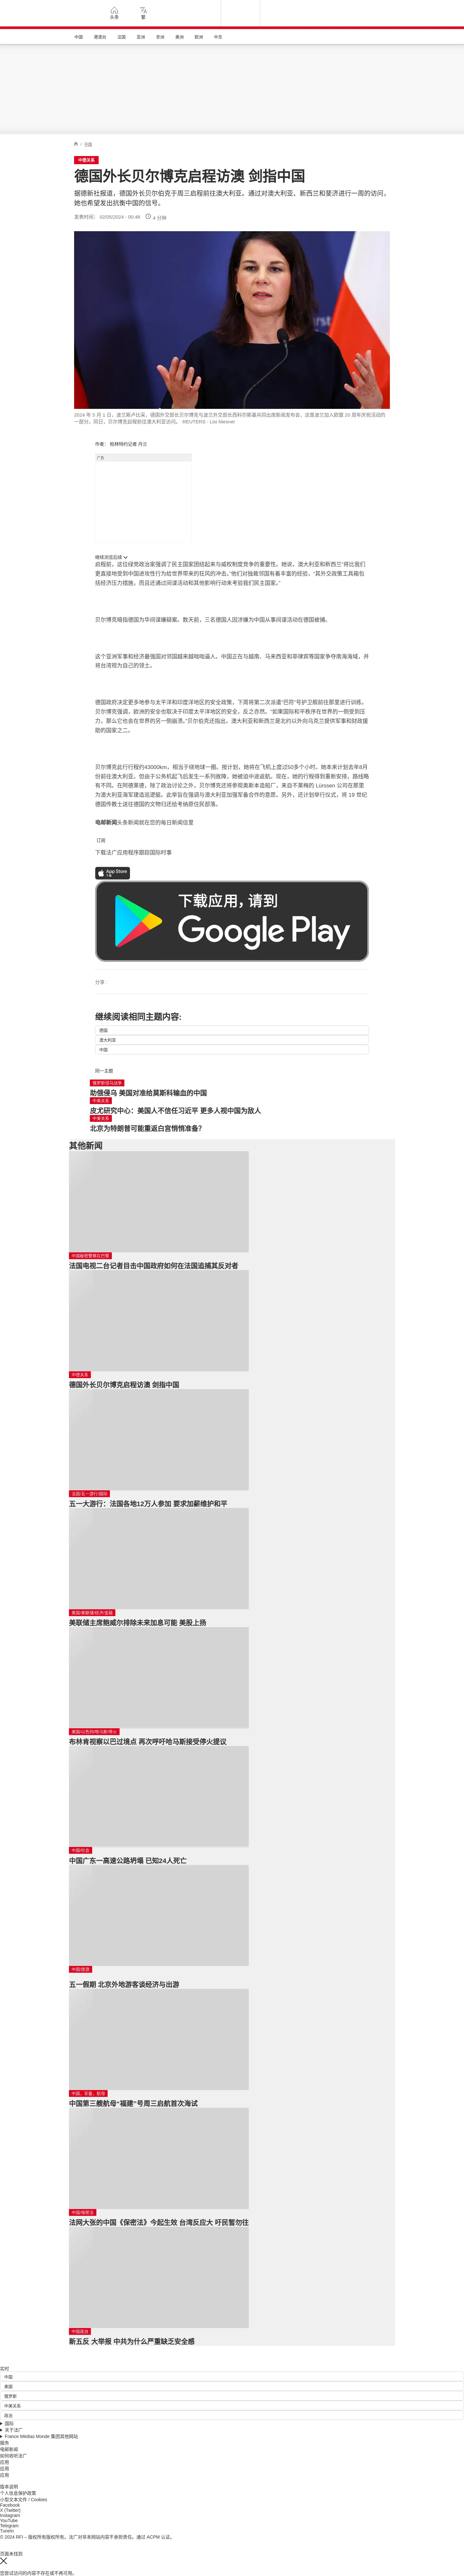 头条
繁
中国
港澳台
法国
亚洲
非洲
美洲
欧洲
中东
/ 中国
中德关系
德国外长贝尔博克启程访澳 剑指中国
据德新社报道，德国外长贝尔伯克于周三启程前往澳大利亚。通过对澳大利亚、新西兰和斐济进行一周的访问，
她也希望发出抗衡中国的信号。
发表时间： 02/05/2024 - 00:48
4 分钟
2024 年 5 月 1 日，波兰斯卢比采，德国外交部长贝尔博克与波兰外交部长西科尔斯基共同出席新闻发布会，这是波兰加入欧盟 20 周年庆祝活动的
一部分。同日，贝尔博克启程前往澳大利亚访问。 REUTERS - Lisi Niesner
作者： 柏林特约记者 丹兰
广告
继续浏览后续
启程前，这位绿党政治家强调了民主国家团结起来与威权制度竞争的重要性。她说，澳大利亚和新西兰“将比我们
更直接地受到中国进攻性行为给世界带来的狂风的冲击。”他们对独裁邻国有着丰富的经验，“其外交政策工具箱包
括经济压力措施，而且还通过间谍活动和其他影响行动来考验我们民主国家。”
贝尔博克暗指德国为华间谍嫌疑案。数天前，三名德国人因涉嫌为中国从事间谍活动在德国被捕。
这个亚洲军事和经济最强国对邻国越来越咄咄逼人。中国正在与越南、马来西亚和菲律宾等国家争夺南海海域，并
将台湾视为自己的领土。
德国政府决定更多地参与太平洋和印度洋地区的安全政策，下周将第二次派遣“巴符”号护卫舰前往那里进行训练。
贝尔博克强调，欧洲的安全也取决于印度太平洋地区的安全，反之亦然。“如果国际和平秩序在世界的一侧受到压
力，那么它也会在世界的另一侧崩溃。”贝尔伯克还指出，澳大利亚和新西兰是北约以外向乌克兰提供军事和财政援
助的国家之二。
贝尔博克此行行程约43000km，相当于绕地球一圈。按计划，她将在飞机上度过50多个小时。她本来计划去年8月
份前往澳大利亚。但由于公务机起飞后发生一系列故障，她被迫中途返航。现在，她的行程得到重新安排，路线略
有不同。在阿德莱德，除了政治讨论之外，贝尔博克还将参观奥斯本造船厂，来自不莱梅的 Lürssen 公司在那里
为澳大利亚海军建造巡逻艇。此举旨在强调与澳大利亚加强军备合作的意愿。另外，还计划举行仪式，将 19 世纪
德国传教士送往德国的文物归还给考纳原住民部落。
电邮新闻头条新闻就在您的每日新闻信里
订阅
下载法广应用程序跟踪国际时事
App Store
下载
下载应用，请到
Google Play
分享 :
继续阅读相同主题内容:
德国
澳大利亚
中国
同一主题
俄罗斯侵乌战争
助俄侵乌 美国对准给莫斯科输血的中国
中美关系
皮尤研究中心：美国人不信任习近平 更多人视中国为敌人
中美关系
北京为特朗普可能重返白宫悄悄准备？
其他新闻
中国秘密警察在巴黎
法国电视二台记者目击中国政府如何在法国追捕其反对者
中德关系
德国外长贝尔博克启程访澳 剑指中国
法国/五一游行/国际
五一大游行：法国各地12万人参加 要求加薪维护和平
美国/美联储/经济/金融
美联储主席鲍威尔排除未来加息可能 美股上扬
美国/以色列/哈马斯/停火
布林肯视察以巴过境点 再次呼吁哈马斯接受停火提议
中国/社会
中国广东一高速公路坍塌 已知24人死亡
中国/旅游
五一假期 北京外地游客谈经济与出游
中国、军备、航母
中国第三艘航母“福建”号周三启航首次海试
中国/保密法
法网大张的中国《保密法》今起生效 台湾反应大 吁民暂勿往
中国政治
新五反 大举报 中共为什么严重缺乏安全感
实时
中国
美国
俄罗斯
中美关系
政治
国际
关于法广
France Médias Monde 集团其他网站
服务
电邮新闻
如何收听法广
应用
应用
应用
版本说明
个人信息保护政策
小型文本文件 / Cookies
Facebook
X (Twitter)
Instagram
YouTube
Telegram
TuneIn
© 2024 RFI – 版权所有版权所有。法广对非本网站内容不承担责任。通过 ACPM 认证。
页面未找到
您尝试访问的内容不存在或不再可用。